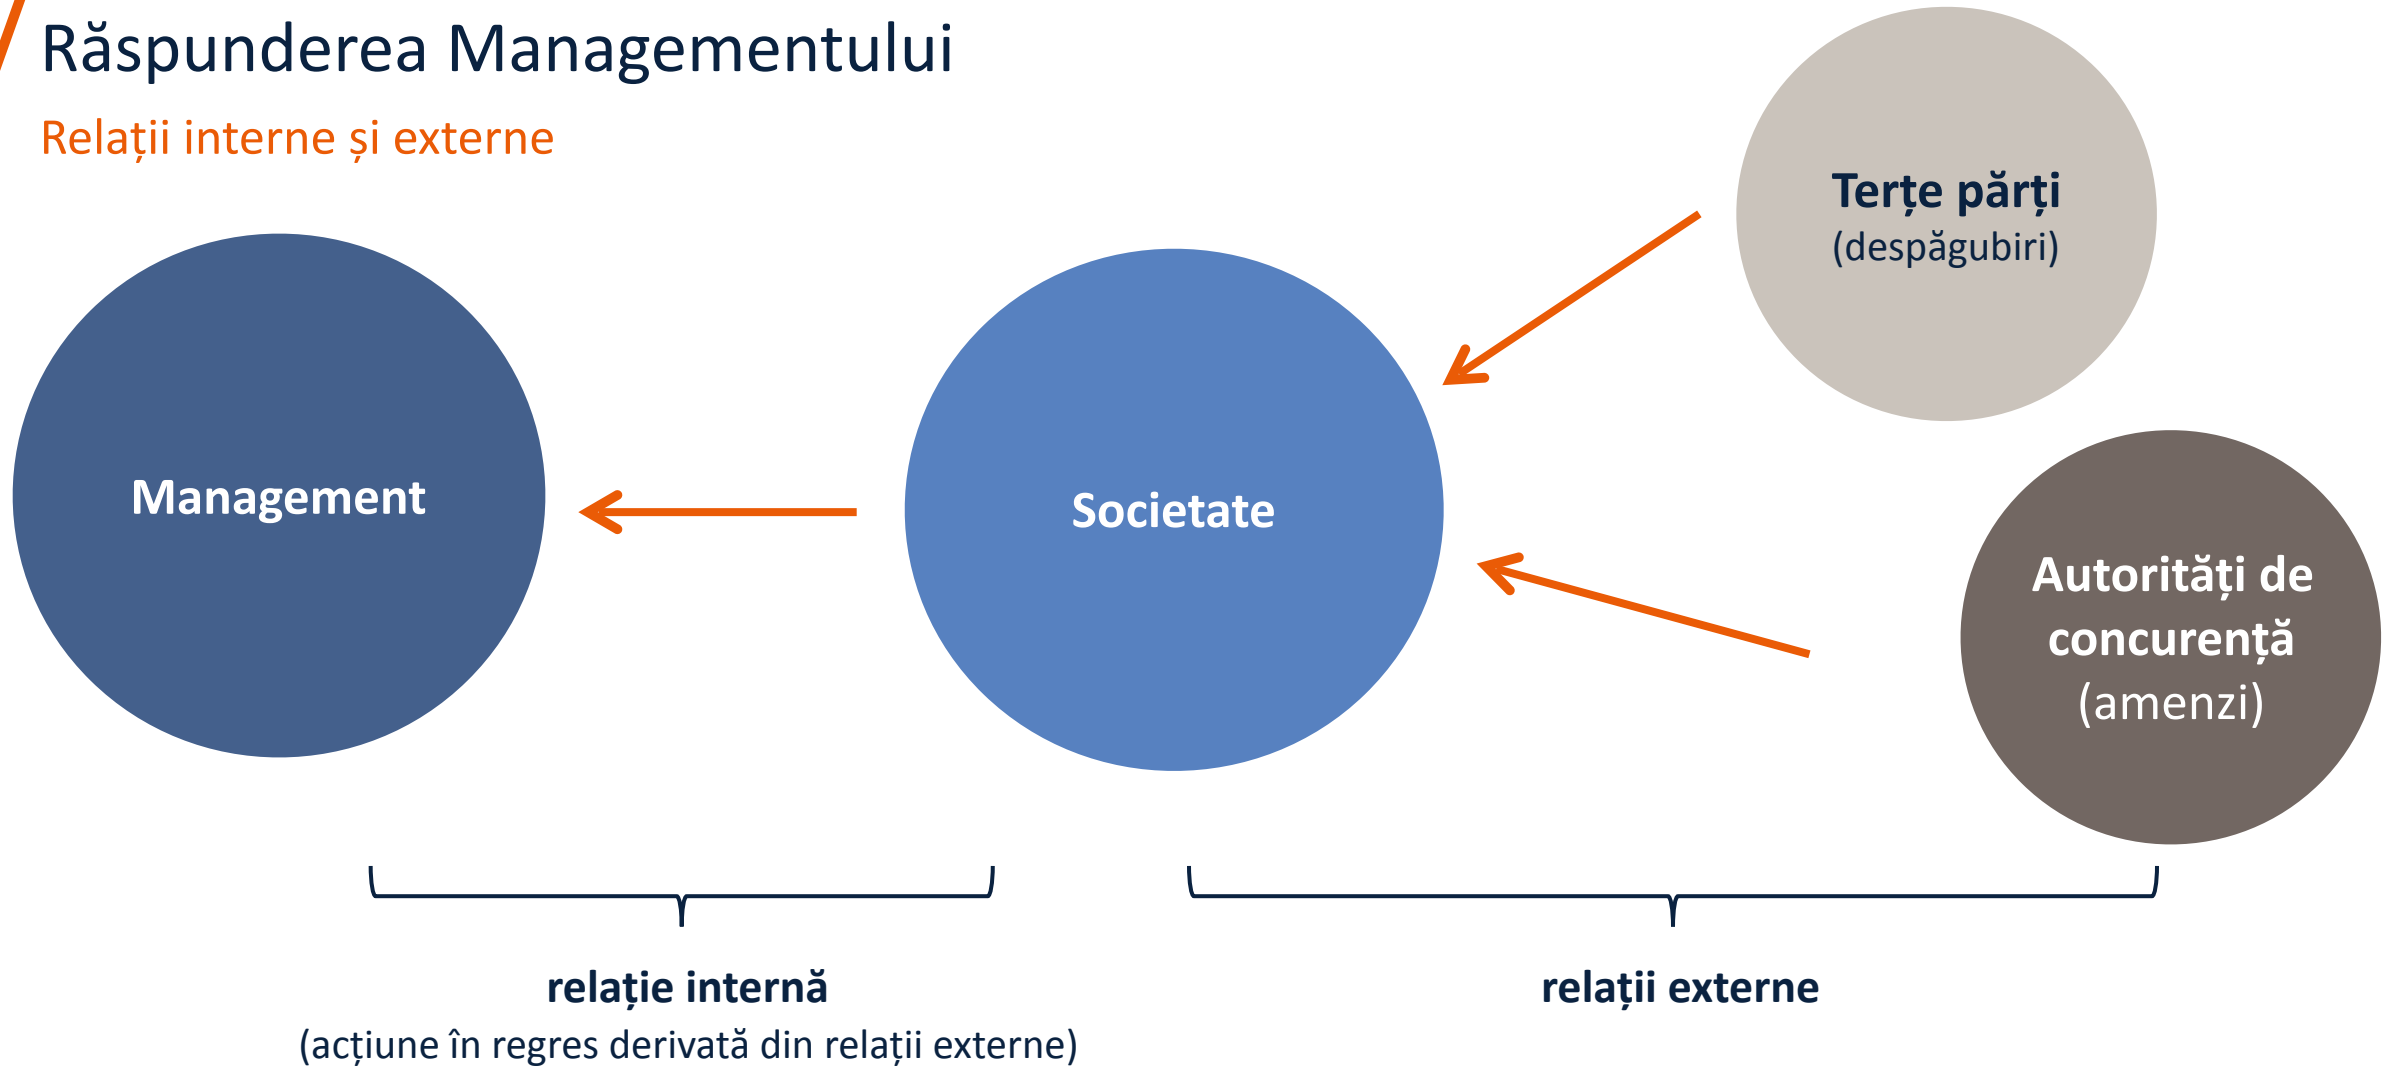 Răspunderea Managementului
Relații interne și externe
Terțe părți
(despăgubiri)
Management
Societate
Autorități de
concurență
(amenzi)
relație internă
(acțiune în regres derivată din relații externe)
relații externe